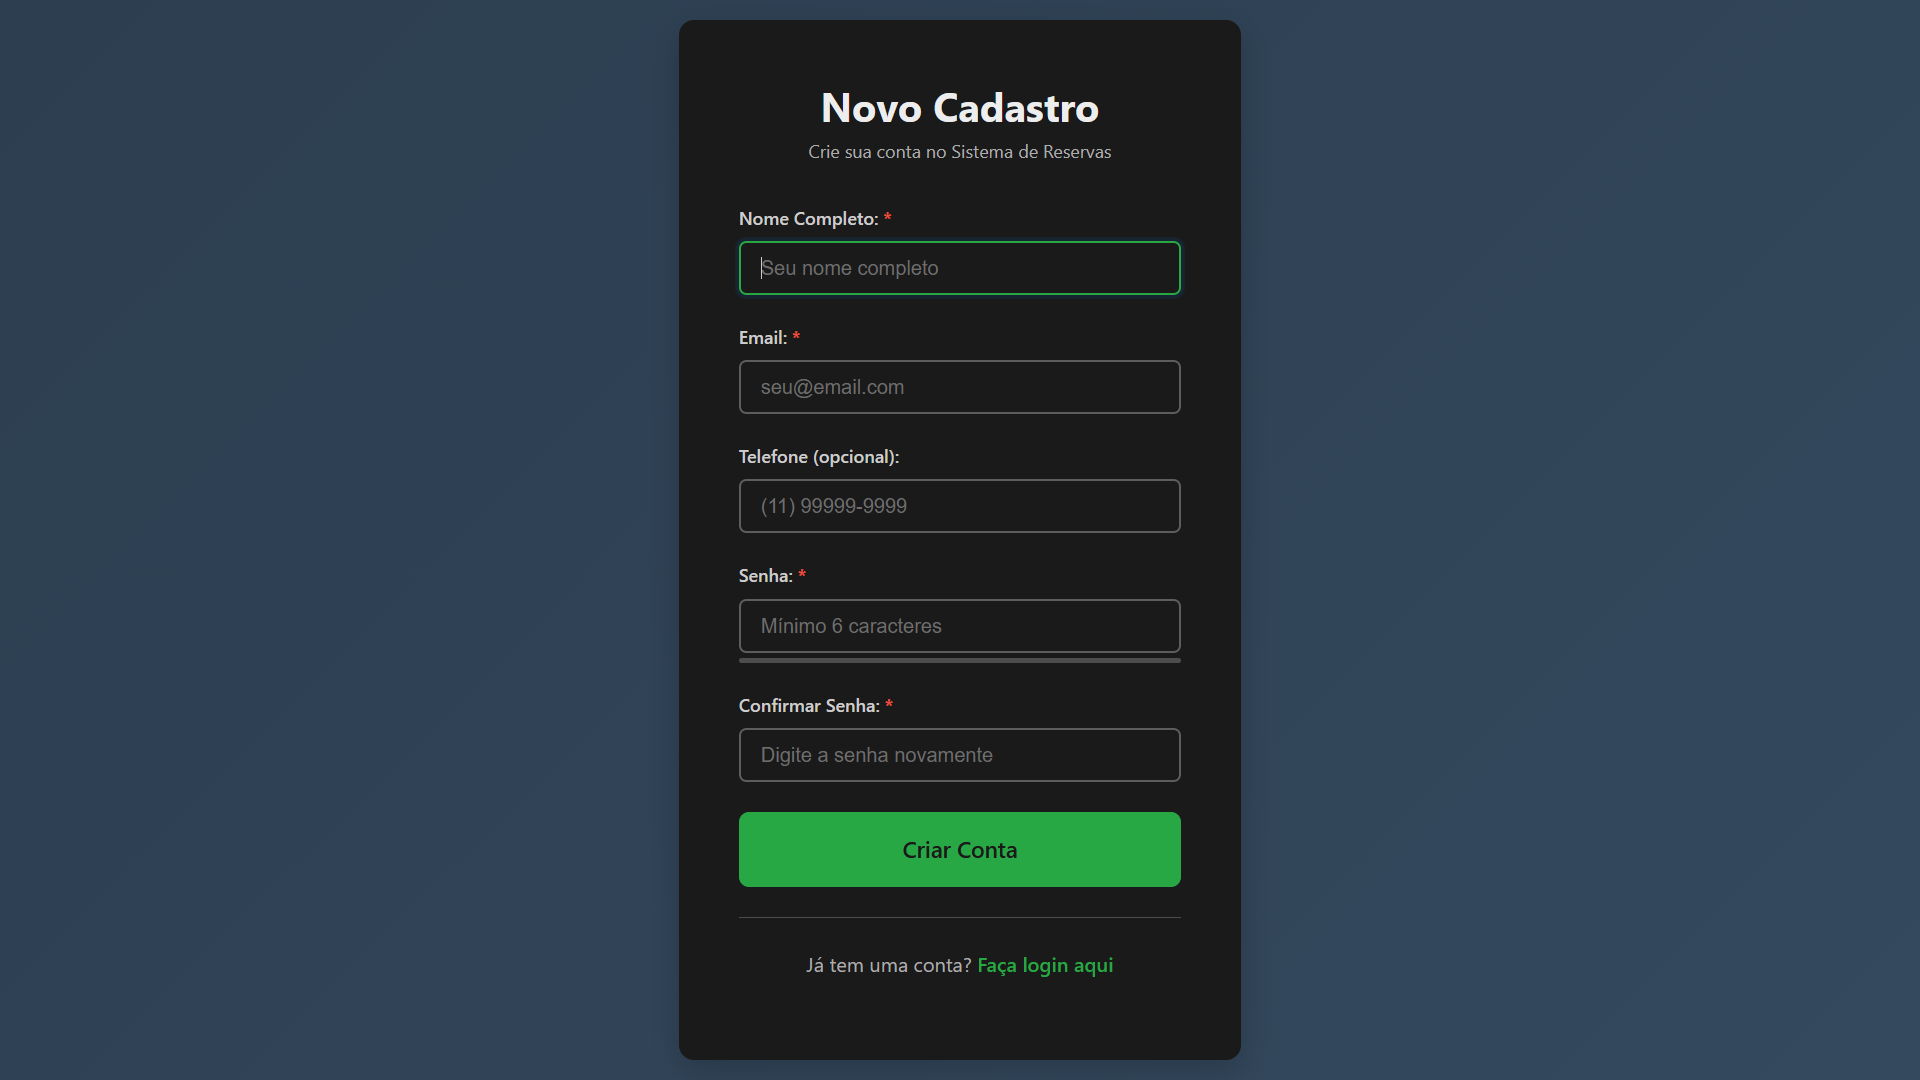 Novo Cadastro
Crie sua conta no Sistema de Reservas
Nome Completo: *
Seu nome completo
Email: *
seu@email.com
Telefone (opcional):
(11) 99999-9999
Senha: *
Mínimo 6 caracteres
Confirmar Senha: *
Digite a senha novamente
Criar Conta
Já tem uma conta? Faça login aqui